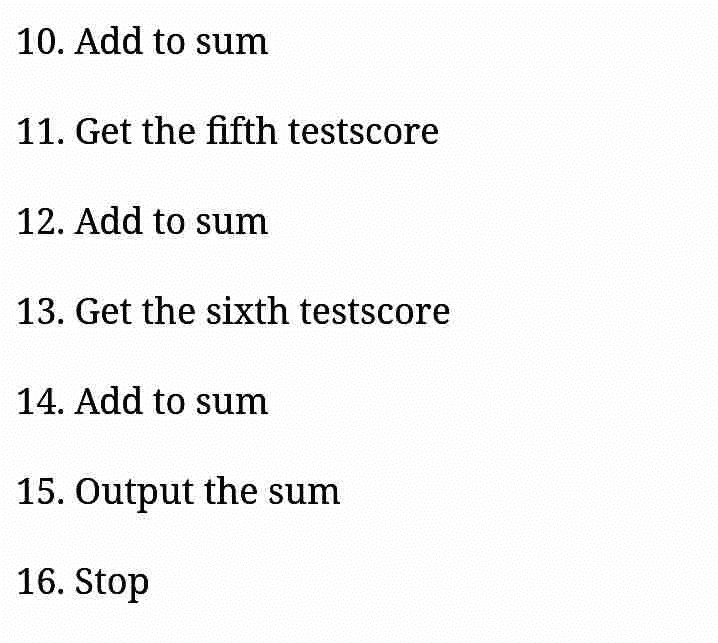 10. Add to sum
11. Get the fifth testscore
12. Add to sum
13. Get the sixth testscore
14. Add to sum
15. Output the sum
16. Stop